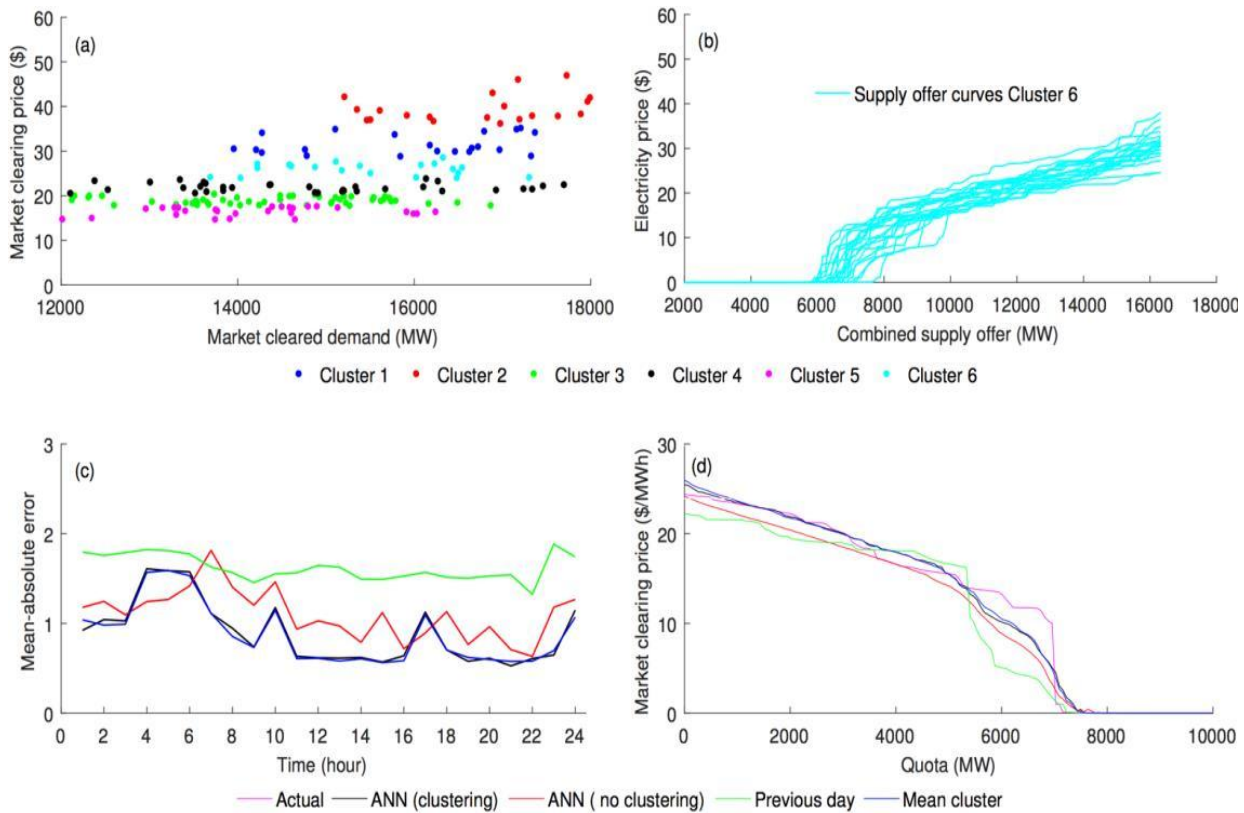 (a)
Market clearing price ($)
60
50
40
30
20
10
0
12000 14000 16000 18000
Market cleared demand (MW)
(b)
Electricity price ($)
60
50
40
30
20
10
0
Supply offer curves Cluster 6
2000 4000 6000 8000 10000 12000 14000 16000 18000
Combined supply offer (MW)
Cluster 1 Cluster 2 Cluster 3 Cluster 4 Cluster 5 Cluster 6
(c)
Mean-absolute error
3
2
1
0
0 2 4 6 8 10 12 14 16 18 20 22 24
Time (hour)
(d)
Market clearing price ($/MWh)
30
20
10
0
0 2000 4000 6000 8000 10000
Quota (MW)
Actual ANN (clustering) ANN ( no clustering) Previous day Mean cluster